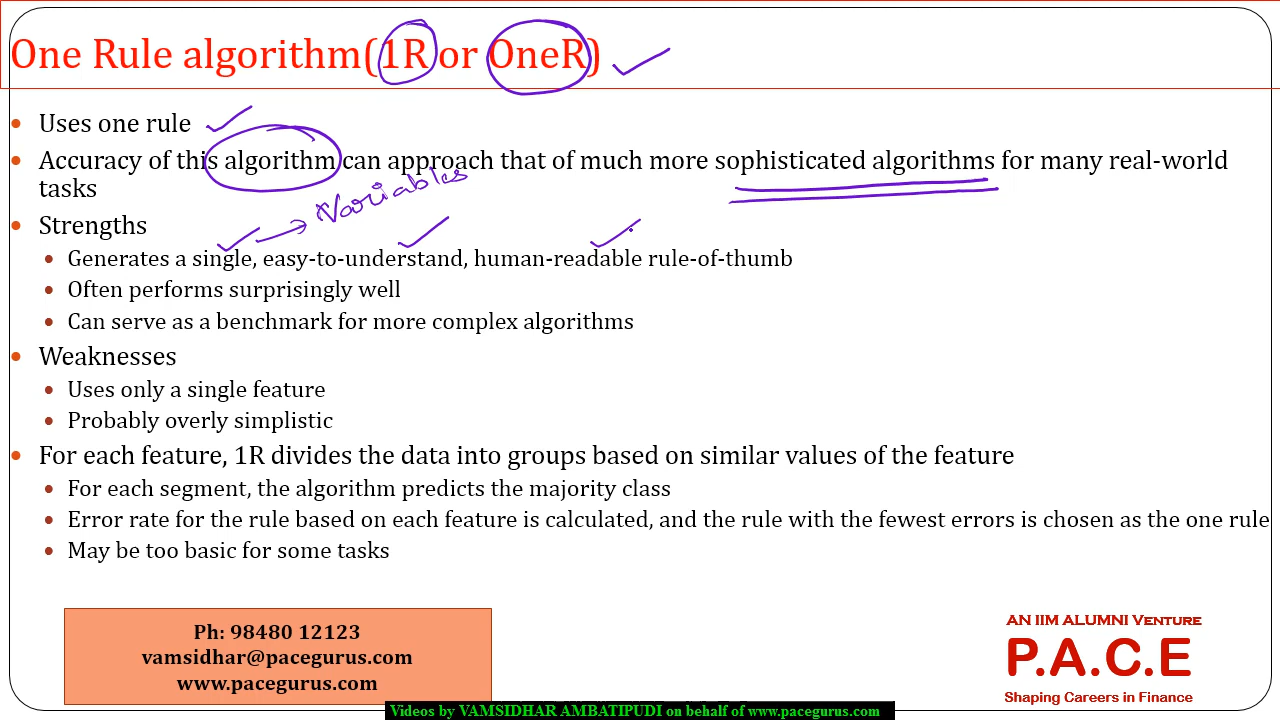 One Rule algorithm(1R or OneR)
• Uses one rule
• Accuracy of this algorithm can approach that of much more sophisticated algorithms for many real-world
tasks
Variables
• Strengths
• Generates a single, easy-to-understand, human-readable rule-of-thumb
• Often performs surprisingly well
• Can serve as a benchmark for more complex algorithms
• Weaknesses
• Uses only a single feature
• Probably overly simplistic
• For each feature, 1R divides the data into groups based on similar values of the feature
• For each segment, the algorithm predicts the majority class
• Error rate for the rule based on each feature is calculated, and the rule with the fewest errors is chosen as the one rule
• May be too basic for some tasks
Ph: 98480 12123
vamsidhar@pacegurus.com
www.pacegurus.com
AN IIM ALUMNI VENTURE
P.A.C.E
Shaping Careers in Finance
Videos by VAMSIDHAR AMBATIPUDI on behalf of www.pacegurus.com